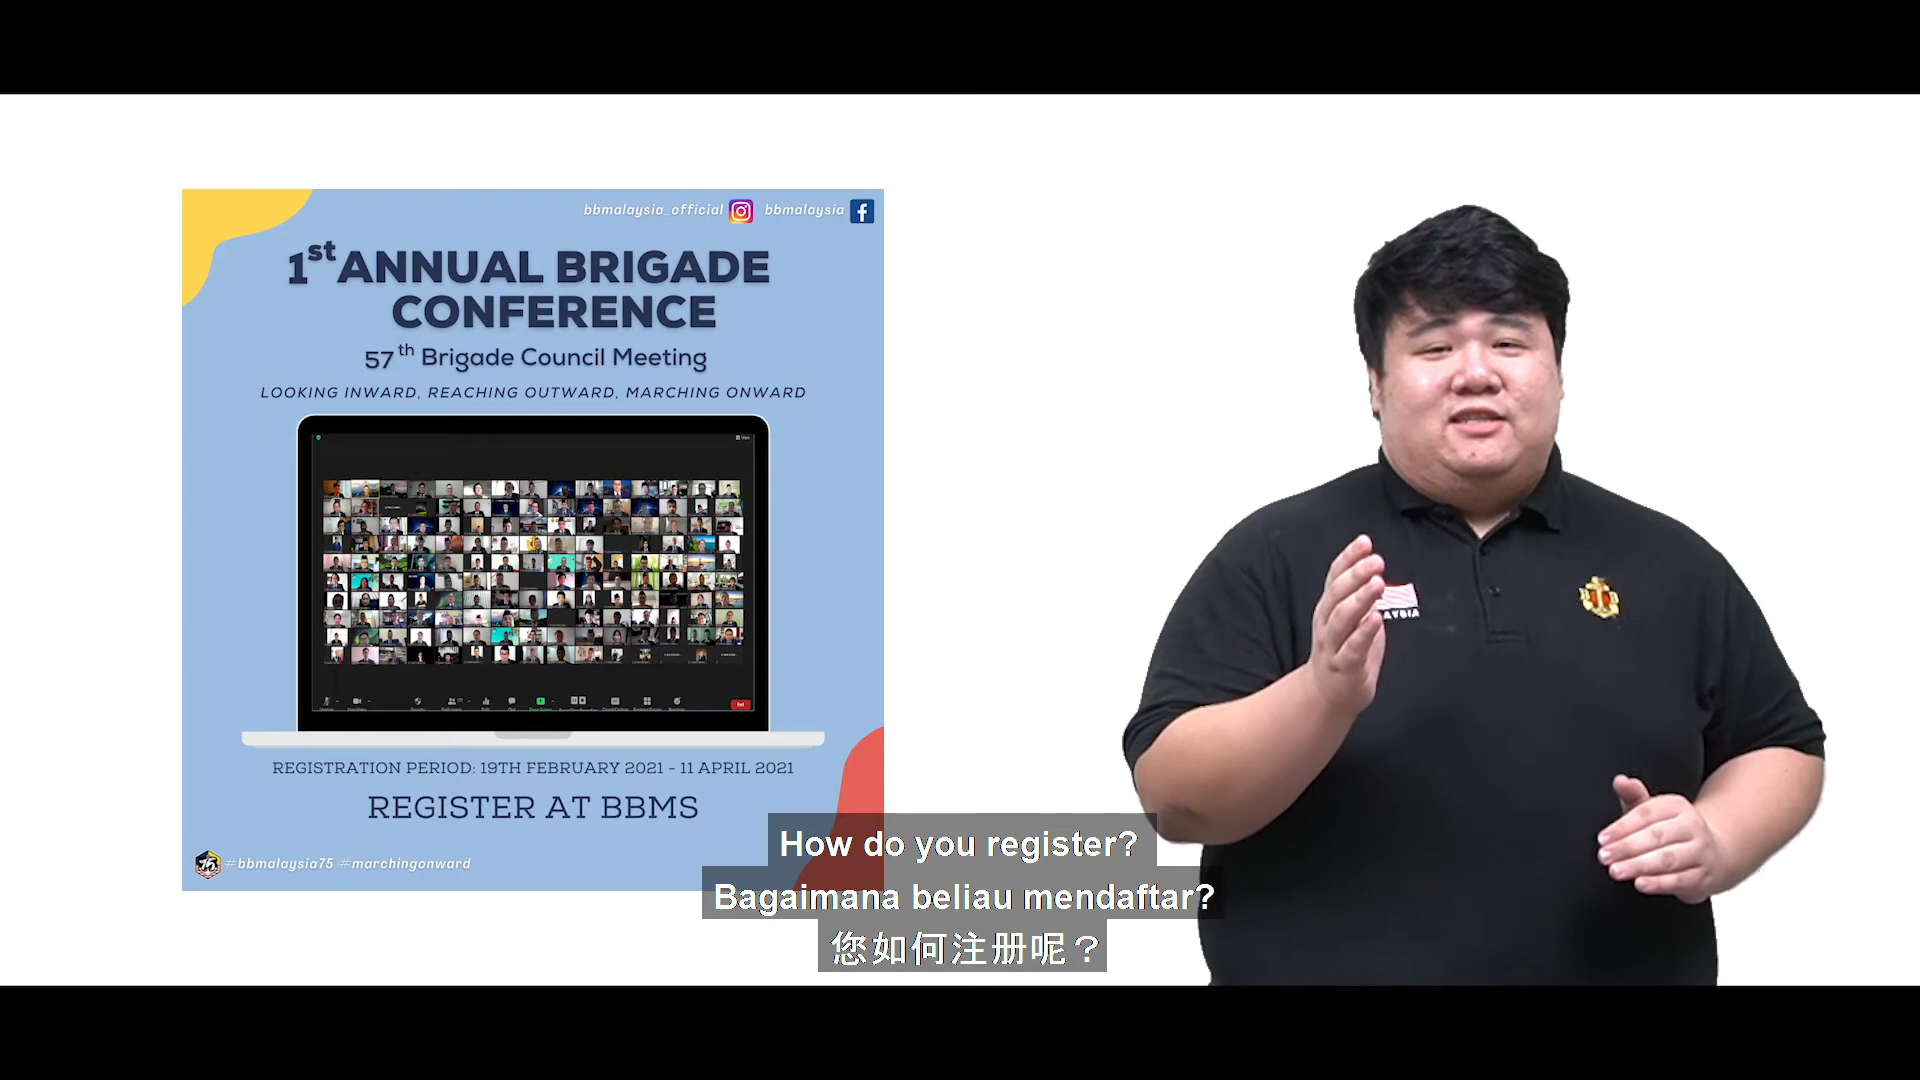 bbmalaysia_official bbmalaysia
1st ANNUAL BRIGADE
CONFERENCE
57th Brigade Council Meeting
LOOKING INWARD, REACHING OUTWARD, MARCHING ONWARD
REGISTRATION PERIOD: 19TH FEBRUARY 2021 - 11 APRIL 2021
REGISTER AT BBMS
75 #bbmalaysia75 #marchingonward
B B
How do you register?
Bagaimana beliau mendaftar?
您如何注册呢？